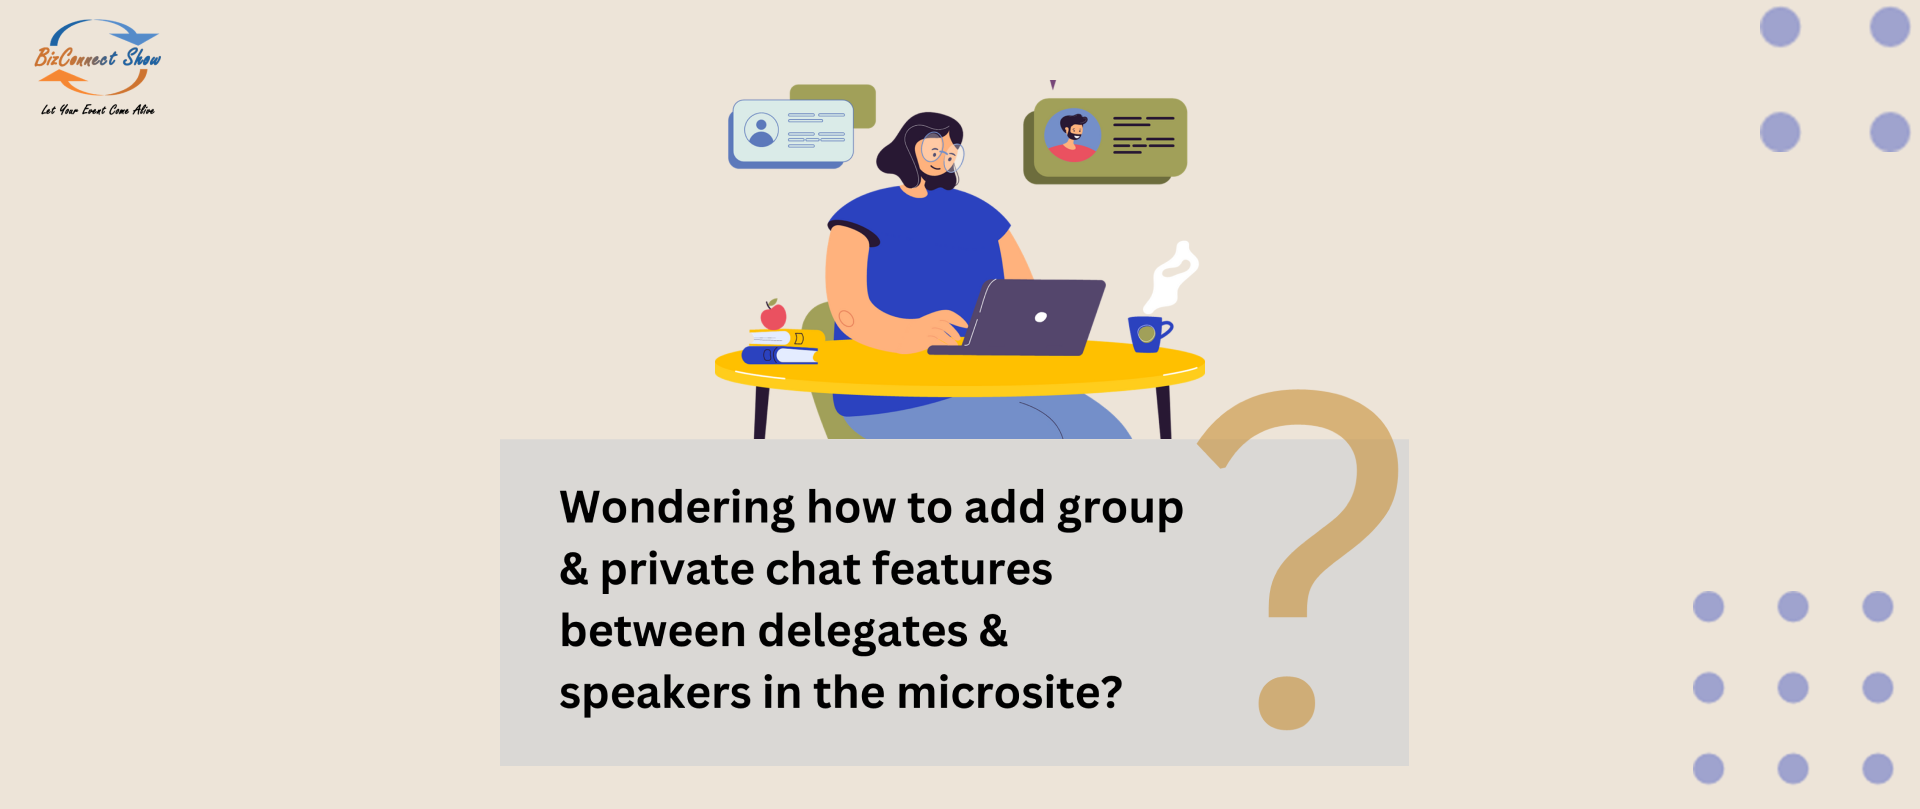 BizConnect Show
Let Your Event Come Alive
Wondering how to add group
& private chat features
between delegates &
speakers in the microsite?
?